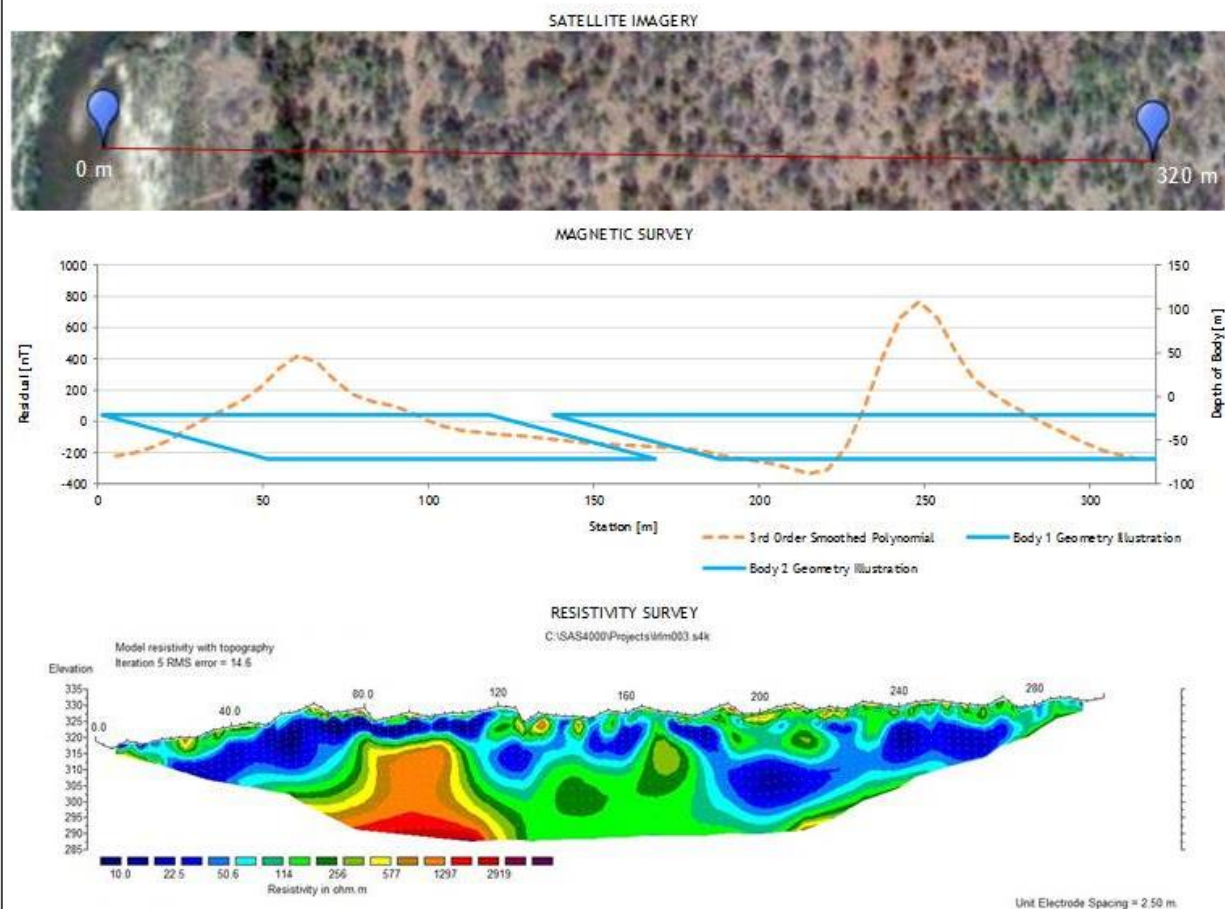 SATELLITE IMAGERY
0 m
320 m
MAGNETIC SURVEY
1000
800
600
400
200
0
-200
-400
Residual [nT]
150
100
50
0
-50
-100
Depth of Body [m]
0 50 100 150 200 250 300
Station [m]
3rd Order Smoothed Polynomial Body 1 Geometry Illustration
Body 2 Geometry Illustration
RESISTIVITY SURVEY
Model resistivity with topography
Iteration 5 RMS error = 14.6
Elevation
335
330
325
320
315
310
305
300
295
290
285
0.0 40.0 80.0 120 160 200 240 280
10.0 22.5 50.6 114 256 577 1297 2919
Resistivity in ohm.m
Unit Electrode Spacing = 2.50 m.